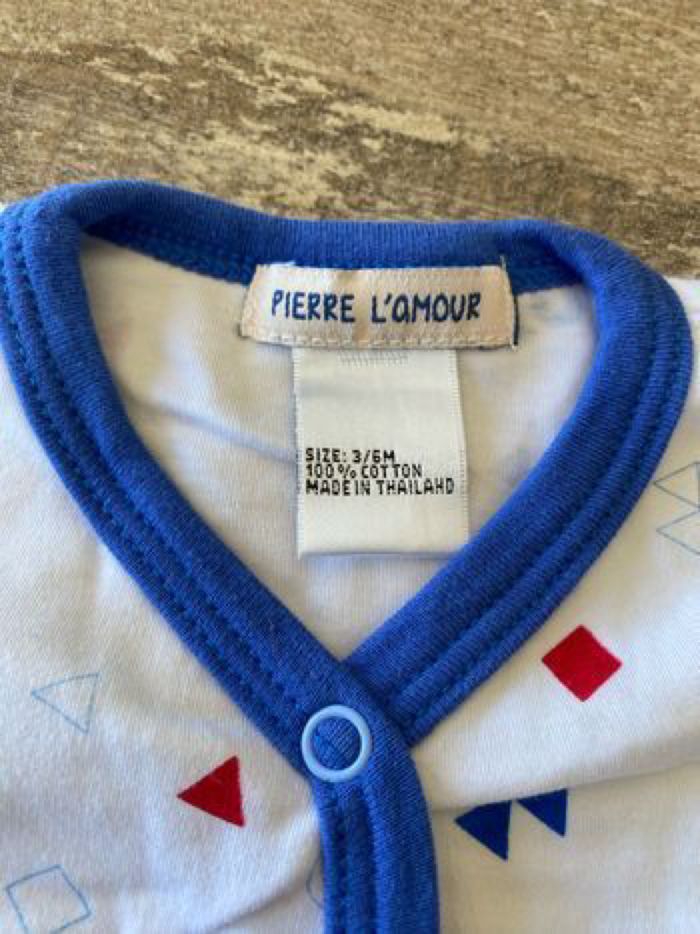 PIERRE L'AMOUR
SIZE: 3/6M
100% COTTON
MADE IN THAILAND